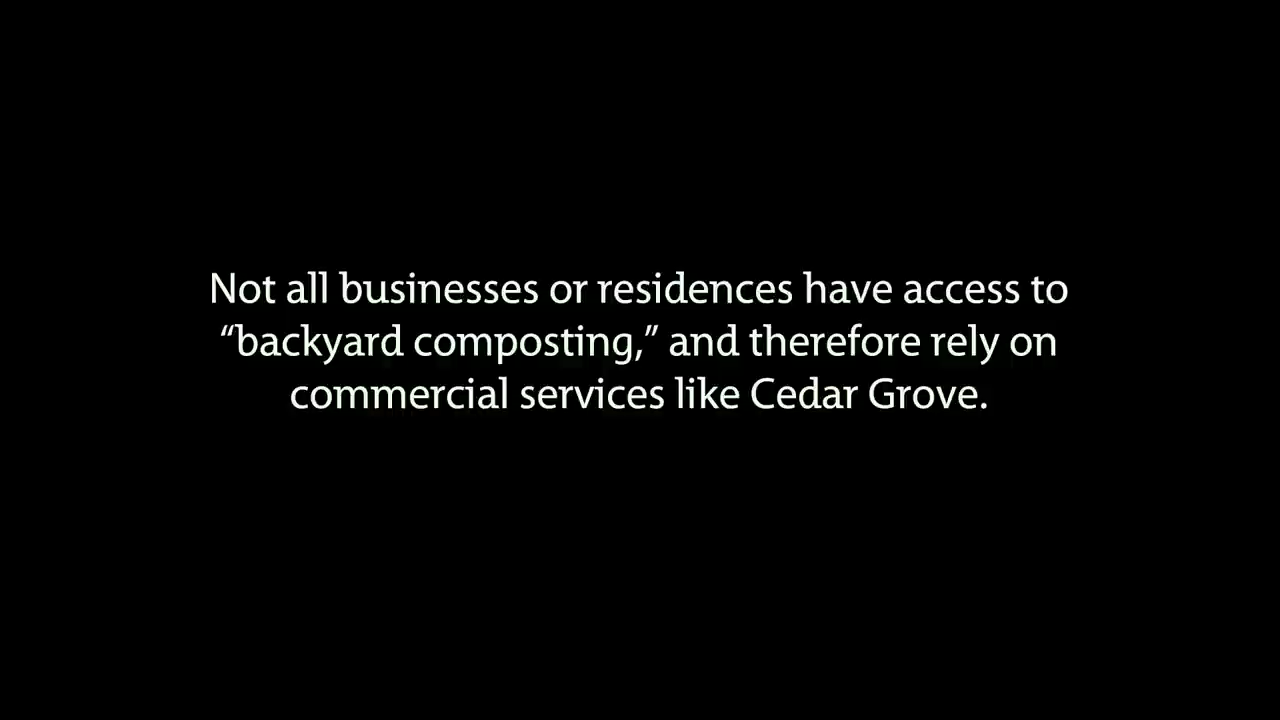 Not all businesses or residences have access to
“backyard composting,” and therefore rely on
commercial services like Cedar Grove.